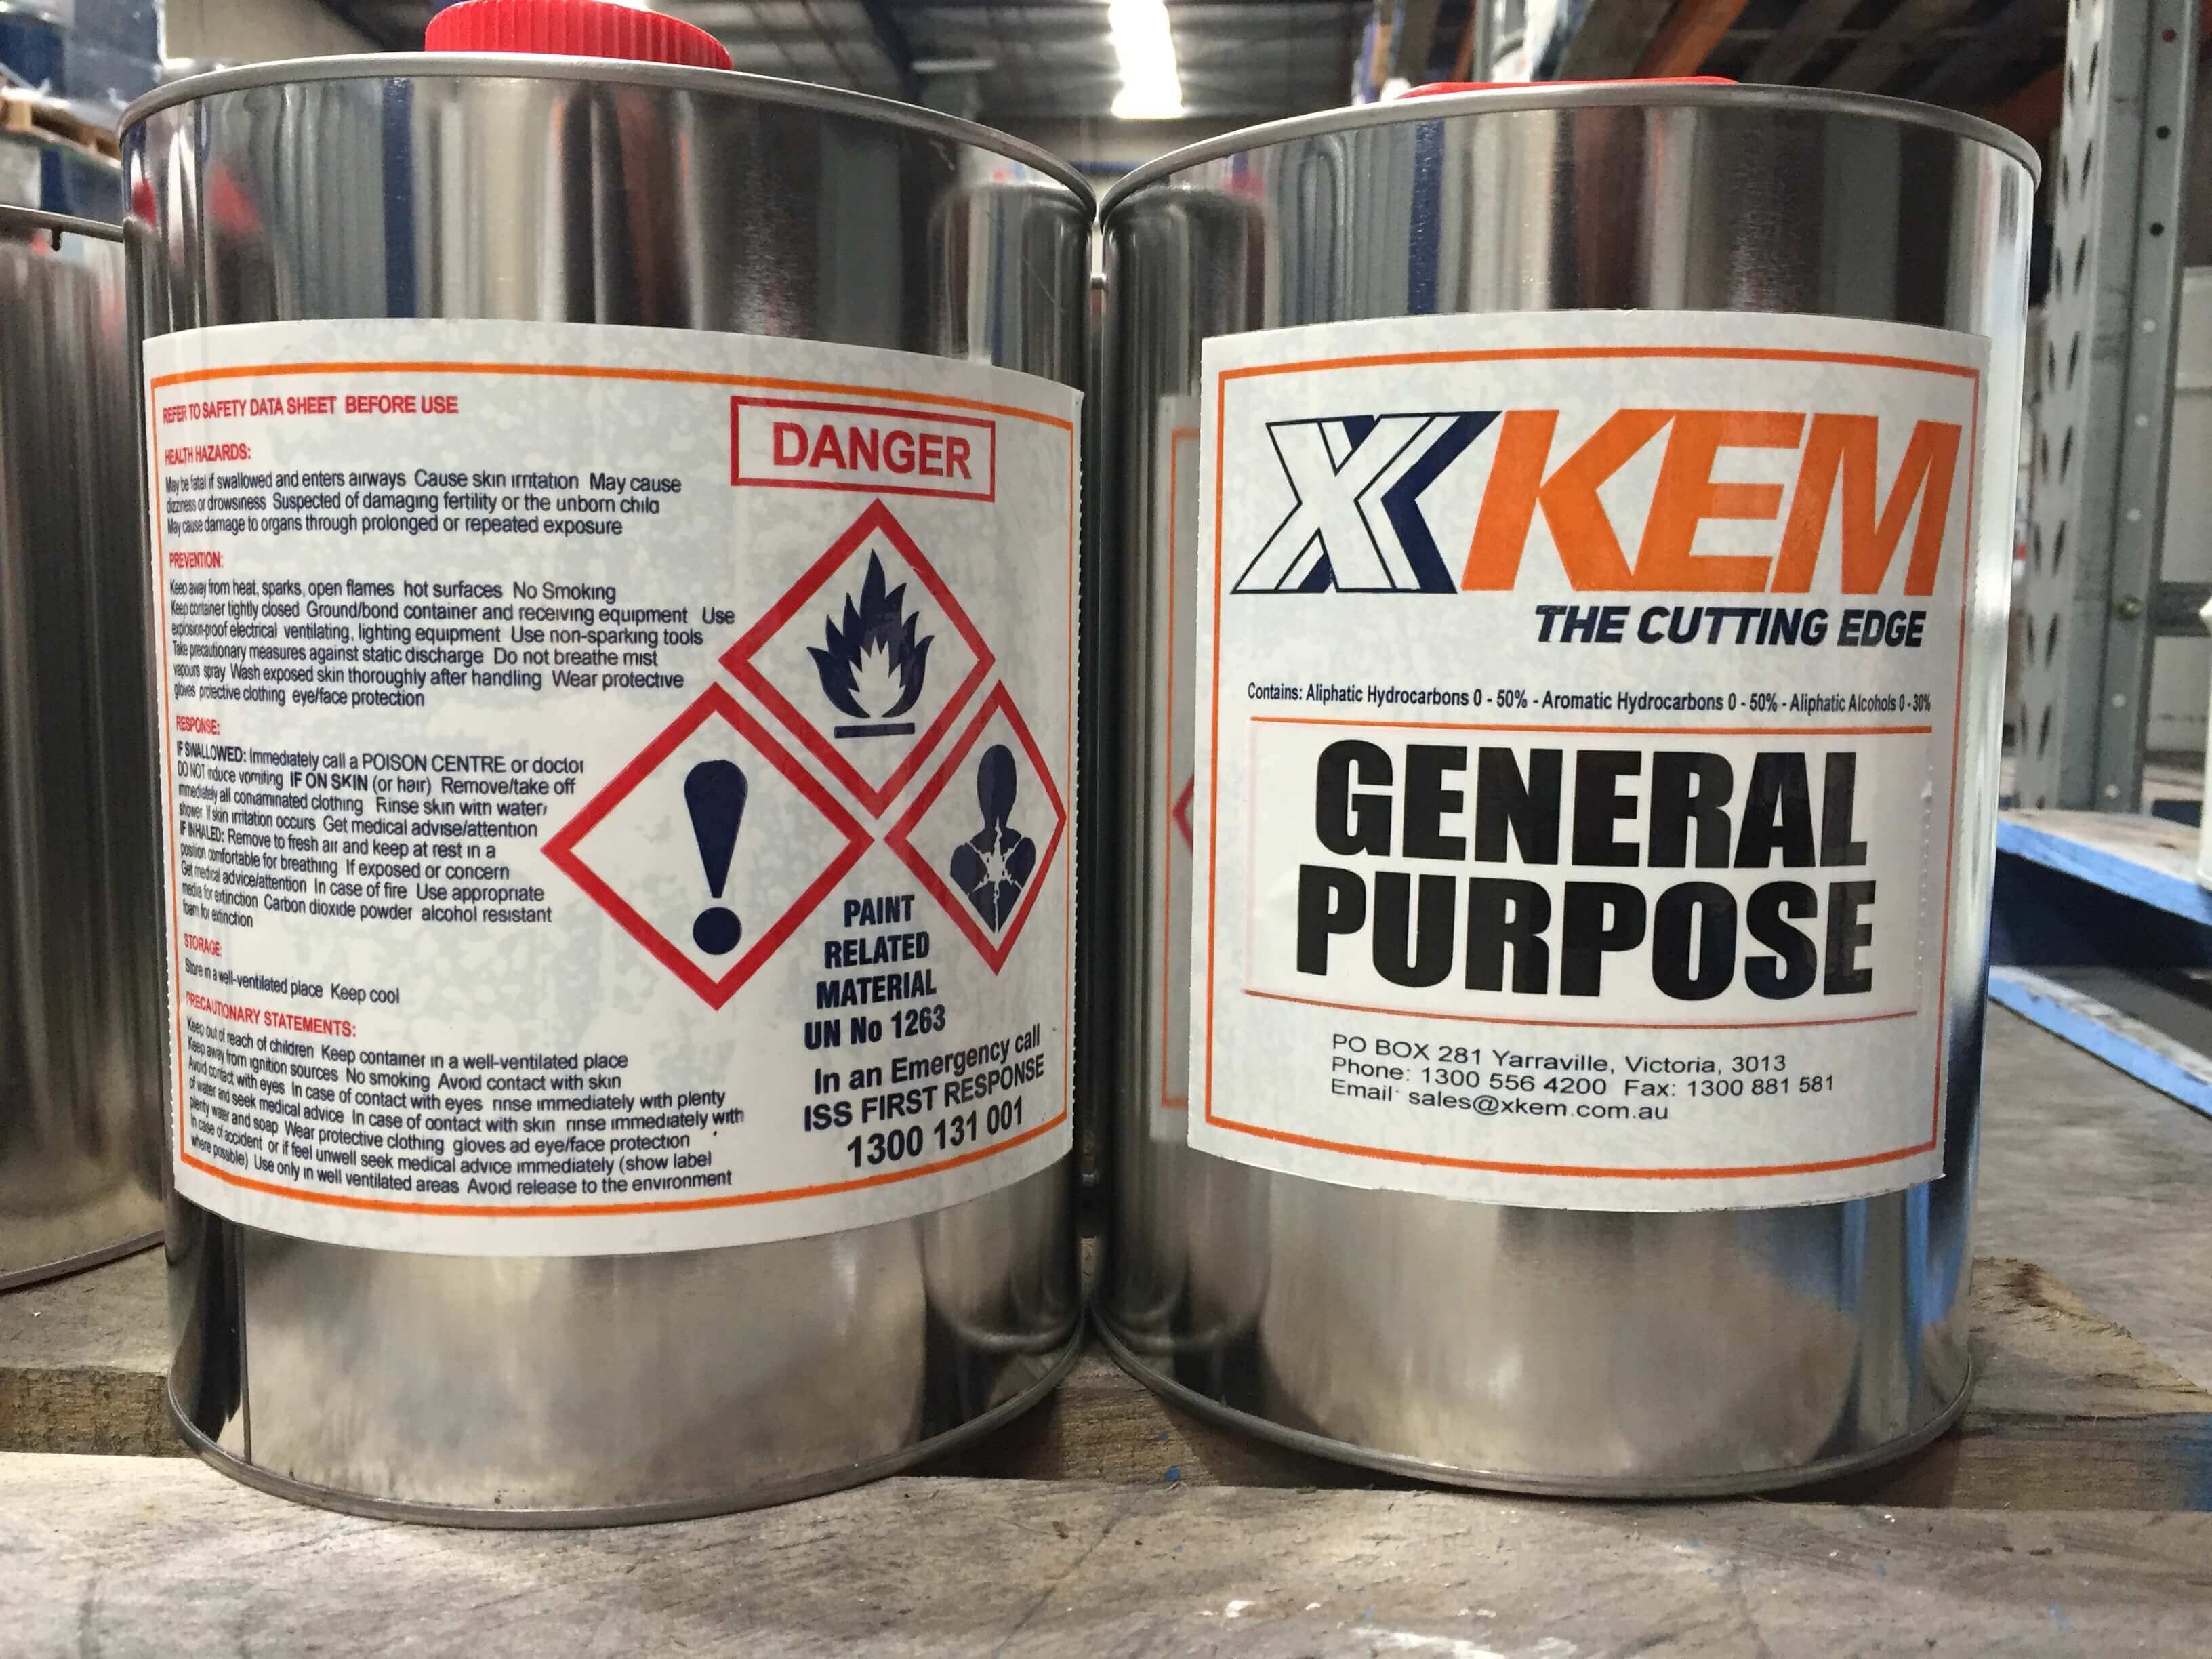 REFER TO SAFETY DATA SHEET BEFORE USE
HEALTH HAZARDS:
May be fatal if swallowed and enters airways Cause skin irritation May cause
dizziness or drowsiness Suspected of damaging fertility or the unborn child
May cause damage to organs through prolonged or repeated exposure
PREVENTION:
Keep away from heat, sparks, open flames hot surfaces No Smoking
Keep container tightly closed Ground/bond container and receiving equipment Use
explosion-proof electrical ventilating, lighting equipment Use non-sparking tools
Take precautionary measures against static discharge Do not breathe mist
vapours spray Wash exposed skin thoroughly after handling Wear protective
gloves protective clothing eye/face protection
RESPONSE:
IF SWALLOWED: Immediately call a POISON CENTRE or doctor
DO NOT induce vomiting IF ON SKIN (or hair) Remove/take off
immediately all conaminated clothing Rinse skin with water/
shower If skin irritation occurs Get medical advise/attention
IF INHALED: Remove to fresh air and keep at rest in a
position comfortable for breathing If exposed or concern
Get medical advice/attention In case of fire Use appropriate
media for extinction Carbon dioxide powder alcohol resistant
foam for extinction
STORAGE:
Store in a well-ventilated place Keep cool
PRECAUTIONARY STATEMENTS:
Keep out of reach of children Keep container in a well-ventilated place
Keep away from ignition sources No smoking Avoid contact with skin
Avoid contact with eyes In case of contact with eyes rinse immediately with plenty
of water and seek medical advice In case of contact with skin rinse immediately with
plenty water and soap Wear protective clothing gloves ad eye/face protection
In case of accident or if feel unwell seek medical advice immediately (show label
where possible) Use only in well ventilated areas Avoid release to the environment
DANGER
PAINT
RELATED
MATERIAL
UN No 1263
In an Emergency call
ISS FIRST RESPONSE
1300 131 001
XKEM
THE CUTTING EDGE
Contains: Aliphatic Hydrocarbons 0 - 50% - Aromatic Hydrocarbons 0 - 50% - Aliphatic Alcohols 0 - 30%
GENERAL
PURPOSE
PO BOX 281 Yarraville, Victoria, 3013
Phone: 1300 556 4200 Fax: 1300 881 581
Email: sales@xkem.com.au